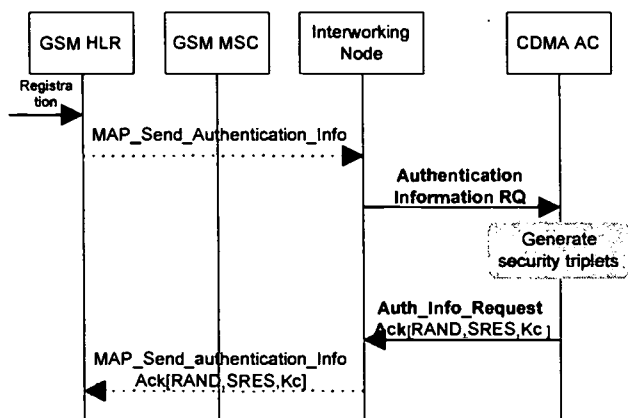 GSM HLR
GSM MSC
Interworking
Node
CDMA AC
Registra
tion
MAP_Send_Authentication_Info
Authentication
Information RQ
Generate
security triplets
Auth_Info_Request
Ack[RAND,SRES,Kc ]
MAP_Send_authentication_Info
Ack[RAND,SRES,Kc]